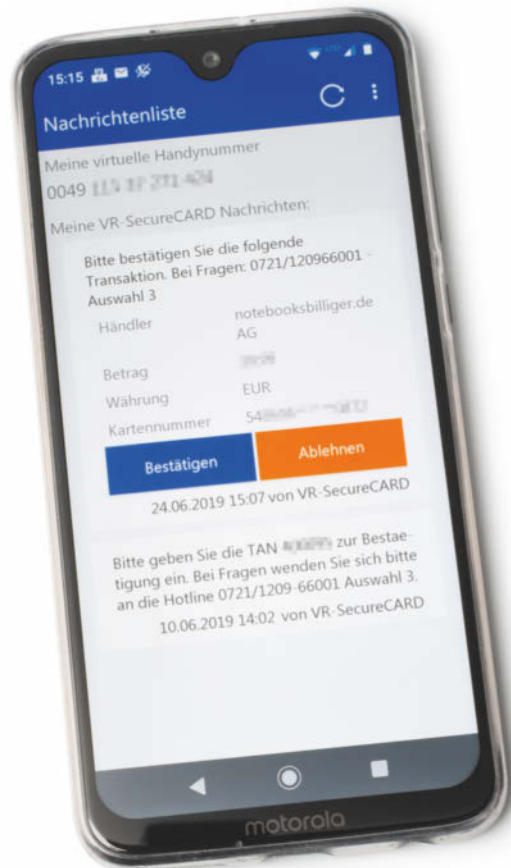 15:15
Nachrichtenliste
Meine virtuelle Handynummer
0049
Meine VR-SecureCARD Nachrichten:
Bitte bestätigen Sie die folgende
Transaktion. Bei Fragen: 0721/120966001 -
Auswahl 3
Händler notebooksbilliger.de
AG
Betrag
Währung EUR
Kartennummer 54
Bestätigen Ablehnen
24.06.2019 15:07 von VR-SecureCARD
Bitte geben Sie die TAN zur Bestae-
tigung ein. Bei Fragen wenden Sie sich bitte
an die Hotline 0721/1209-66001 Auswahl 3.
10.06.2019 14:02 von VR-SecureCARD
motorola